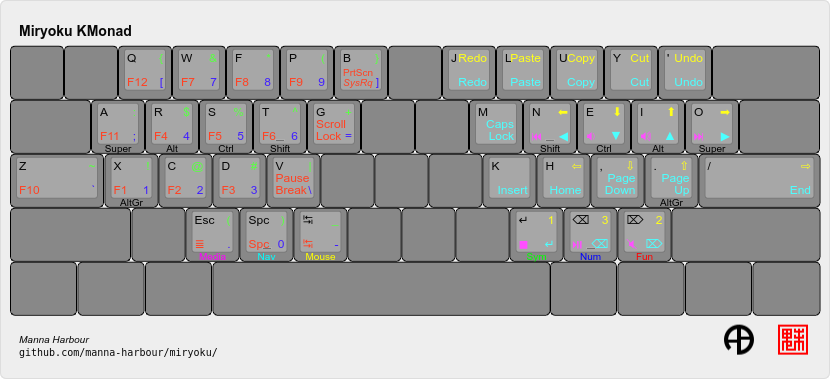 Miryoku KMonad
Q { W & F * P ( B } J Redo L Paste U Copy Y Cut ' Undo
F12 [ F7 7 F8 8 F9 9 PrtScn SysRq ] Redo Paste Cut Undo Copy
A : R $ S % T ^ G + M N ⬅ E ⬇ I ⬆ O ➡
F11 ; F4 4 F5 5 F6 _ 6 Scroll Lock = Caps Lock ⏮ _ ◀ ▼ ▲ ⏭ ▶
Super Alt Ctrl Shift Shift Ctrl Alt Super
Z ~ X ! C @ D # V | K H ⇦ , ⇩ . ⇧ / ⇨
F10 ` F1 1 F2 2 F3 3 Pause Break \ Insert Home Page Down Page Up End
AltGr AltGr
Esc ( Spc ) ↹ _ ↵ 1 ⌫ 3 ⌦ 2
≣ . Spc _ 0 ↹ - ■ ↵ ⏯ _ ⌫ ⌦
Media Nav Mouse Sym Num Fun
Manna Harbour
github.com/manna-harbour/miryoku/